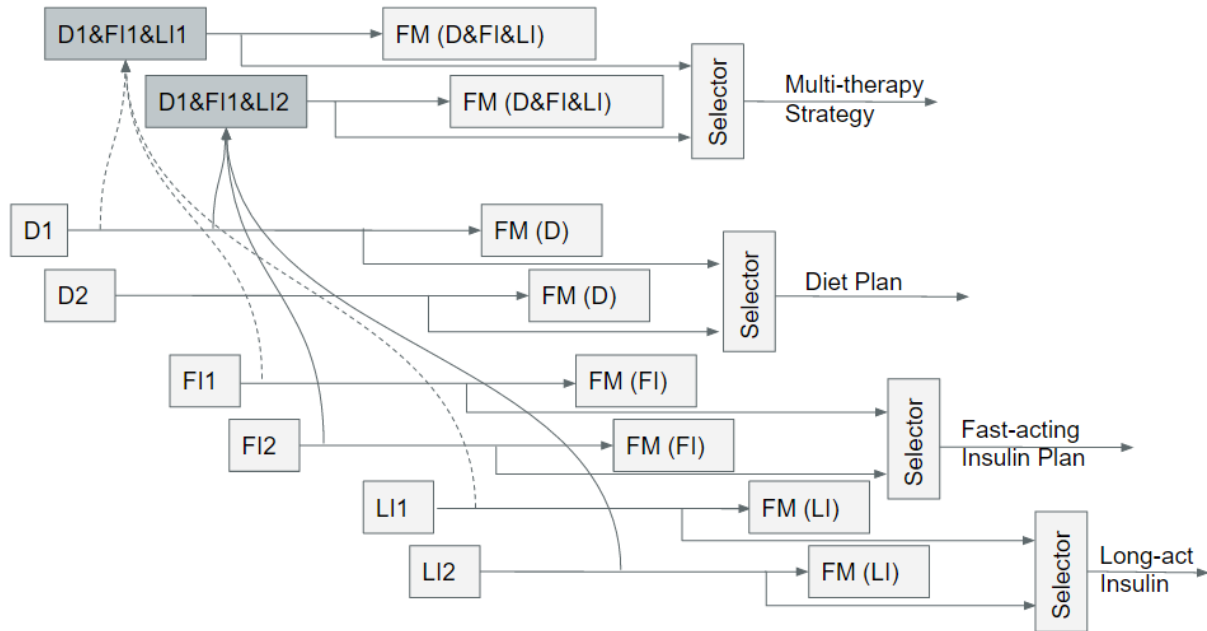 D1&FI1&LI1
FM (D&FI&LI)
D1&FI1&LI2
FM (D&FI&LI)
Selector
Multi-therapy
Strategy
D1
FM (D)
D2
FM (D)
Selector
Diet Plan
FI1
FM (FI)
FI2
FM (FI)
Selector
Fast-acting
Insulin Plan
LI1
FM (LI)
LI2
FM (LI)
Selector
Long-act
Insulin